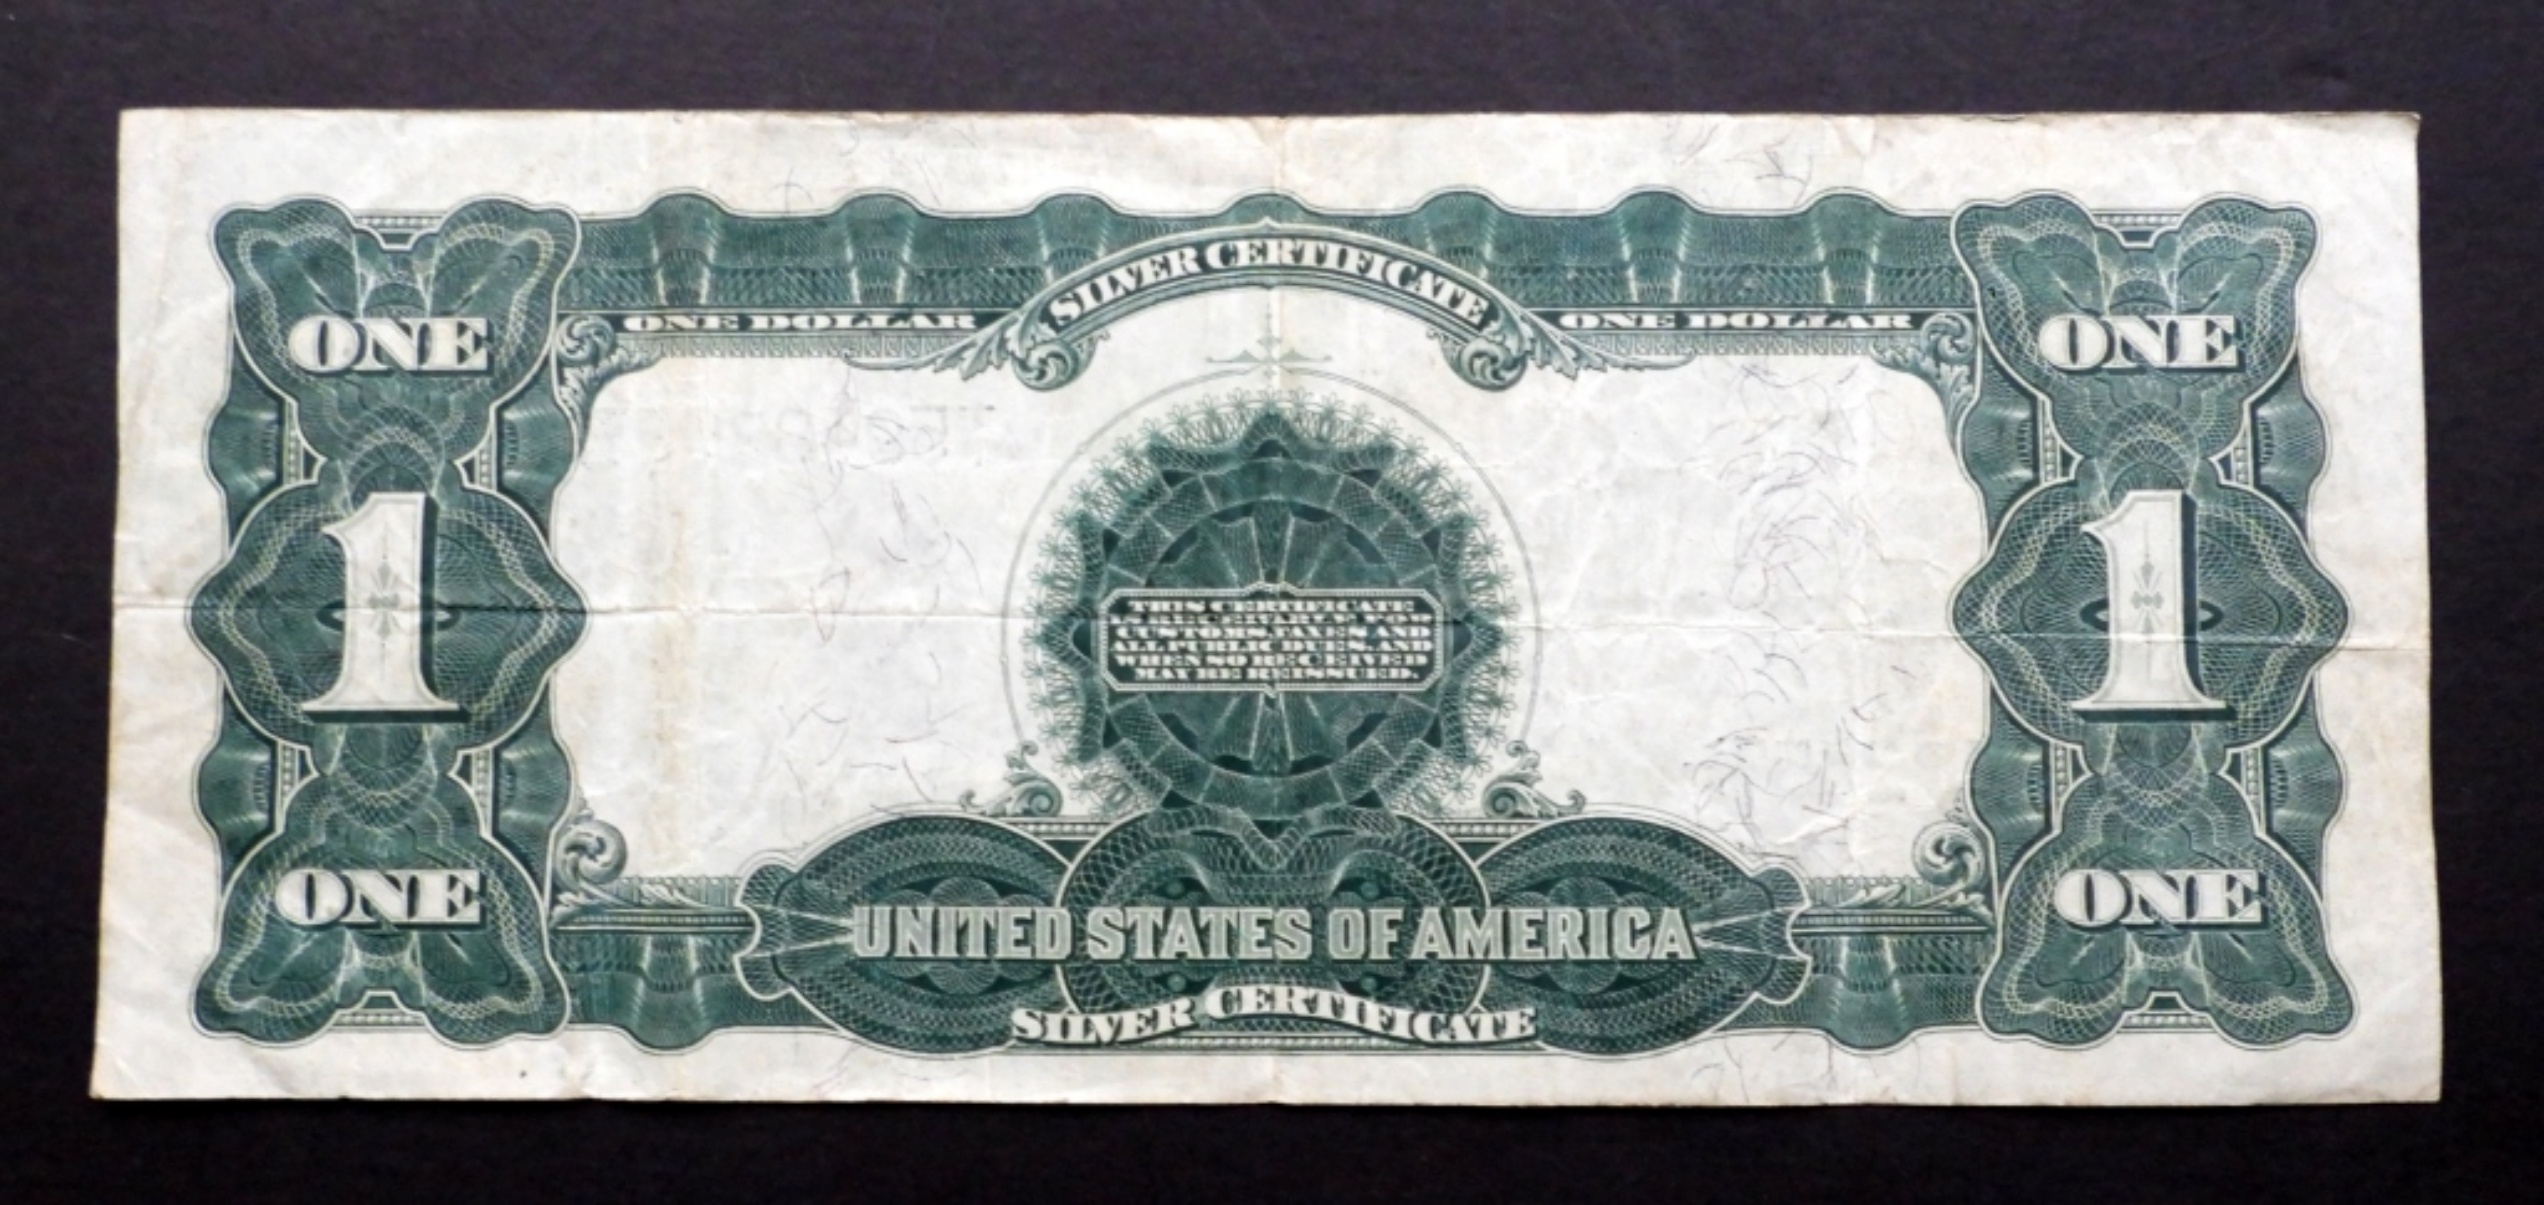 SILVER CERTIFICATE
ONE DOLLAR ONE DOLLAR
ONE ONE
1 1
THIS CERTIFICATE
IS RECEIVABLE FOR
CUSTOMS, TAXES AND
ALL PUBLIC DUES AND
WHEN SO RECEIVED
MAY BE REISSUED.
ONE ONE
UNITED STATES OF AMERICA
SILVER CERTIFICATE